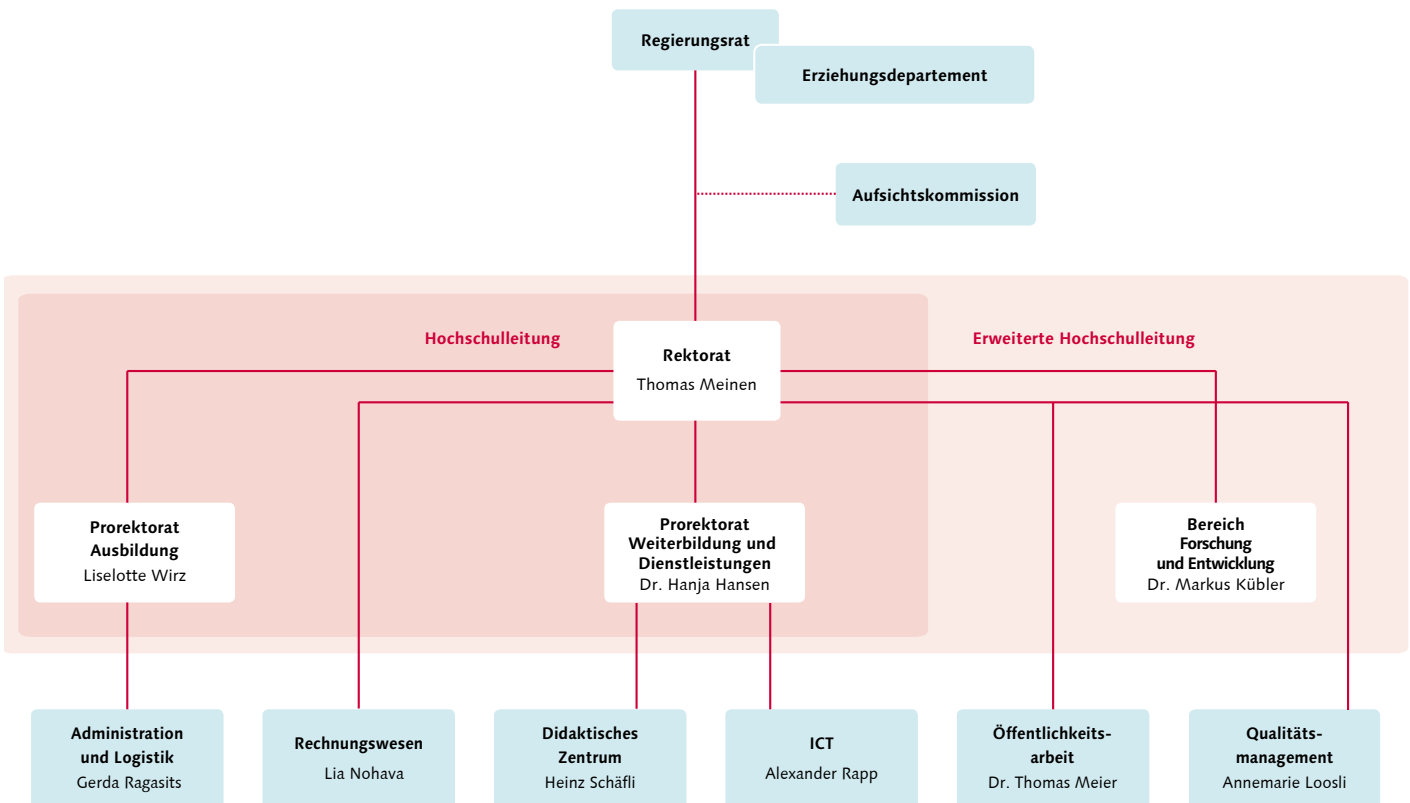 Regierungsrat
Erziehungsdepartement
Aufsichtskommission
Hochschulleitung
Erweiterte Hochschulleitung
Rektorat
Thomas Meinen
Prorektorat
Ausbildung
Liselotte Wirz
Prorektorat
Weiterbildung und
Dienstleistungen
Dr. Hanja Hansen
Bereich
Forschung
und Entwicklung
Dr. Markus Kübler
Administration
und Logistik
Gerda Ragasits
Rechnungswesen
Lia Nohava
Didaktisches
Zentrum
Heinz Schäfli
ICT
Alexander Rapp
Öffentlichkeits-
arbeit
Dr. Thomas Meier
Qualitäts-
management
Annemarie Loosli